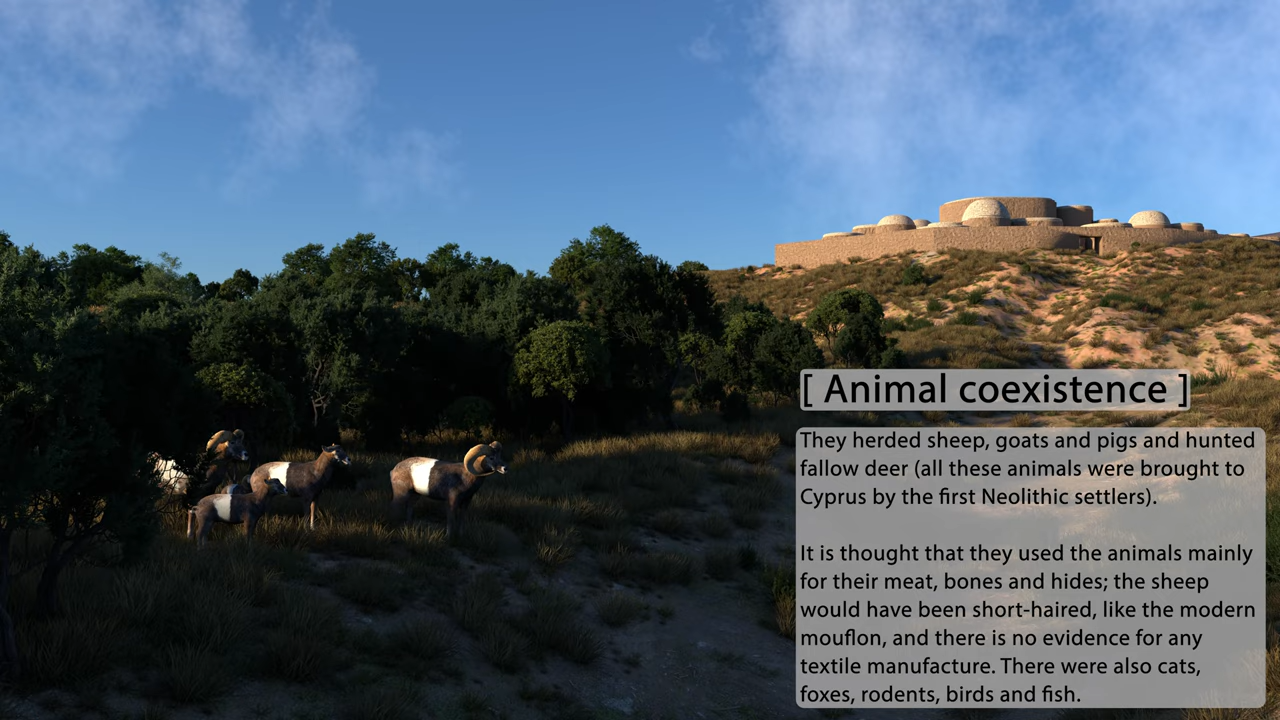 [ Animal coexistence ]
They herded sheep, goats and pigs and hunted
fallow deer (all these animals were brought to
Cyprus by the first Neolithic settlers).
It is thought that they used the animals mainly
for their meat, bones and hides; the sheep
would have been short-haired, like the modern
mouflon, and there is no evidence for any
textile manufacture. There were also cats,
foxes, rodents, birds and fish.